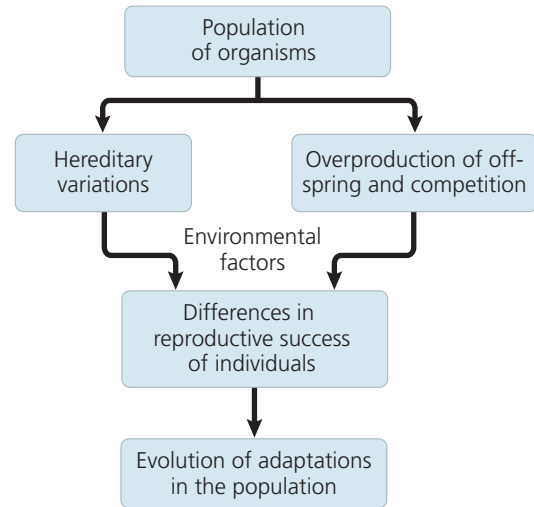 Population
of organisms
Hereditary
variations
Overproduction of off-
spring and competition
Environmental
factors
Differences in
reproductive success
of individuals
Evolution of adaptations
in the population